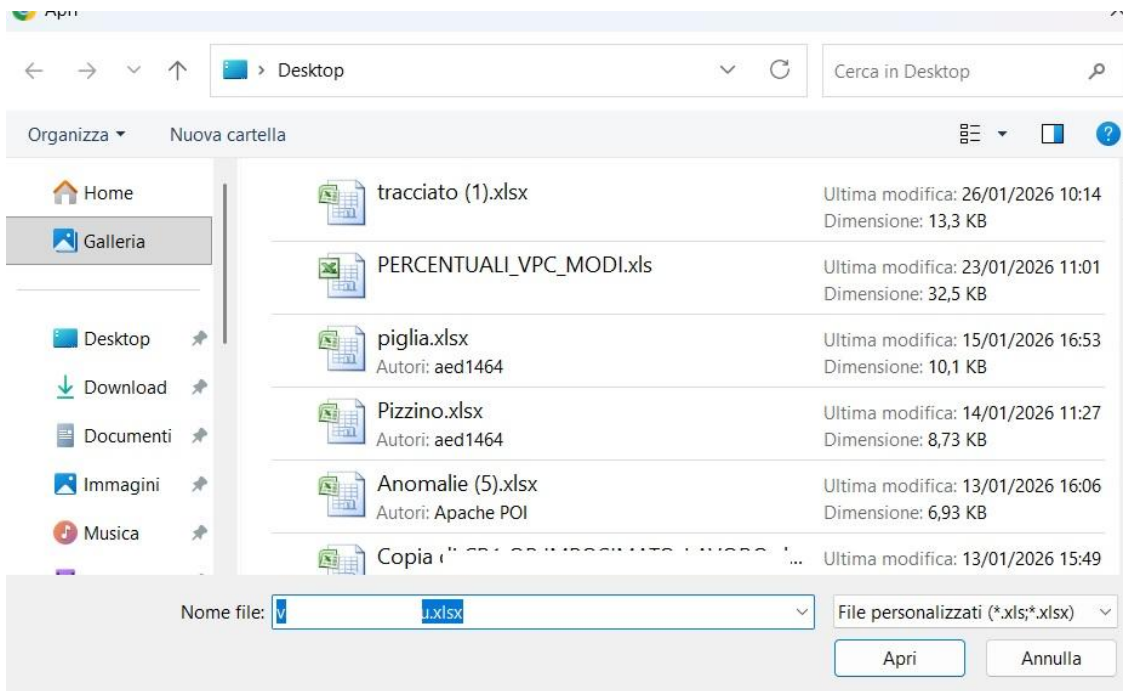 Apri
Desktop
Cerca in Desktop
Organizza
Nuova cartella
Home
Galleria
Desktop
Download
Documenti
Immagini
Musica
tracciato (1).xlsx
Ultima modifica: 26/01/2026 10:14
Dimensione: 13,3 KB
PERCENTUALI_VPC_MODI.xls
Ultima modifica: 23/01/2026 11:01
Dimensione: 32,5 KB
piglia.xlsx
Ultima modifica: 15/01/2026 16:53
Autori: aed1464
Dimensione: 10,1 KB
Pizzino.xlsx
Ultima modifica: 14/01/2026 11:27
Autori: aed1464
Dimensione: 8,73 KB
Anomalie (5).xlsx
Ultima modifica: 13/01/2026 16:06
Autori: Apache POI
Dimensione: 6,93 KB
Copia ...
Ultima modifica: 13/01/2026 15:49
Nome file: v u.xlsx
File personalizzati (*.xls;*.xlsx)
Apri
Annulla